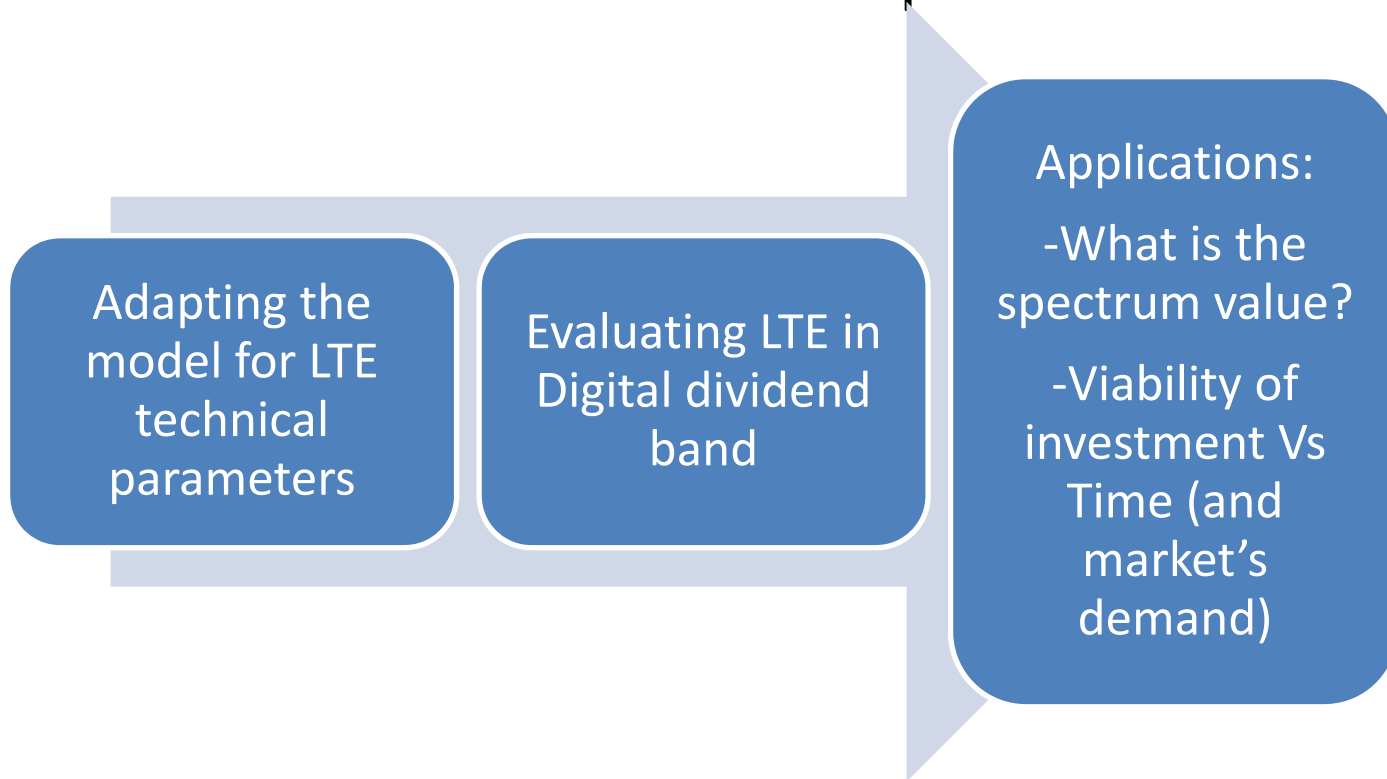 Adapting the
model for LTE
technical
parameters
Evaluating LTE in
Digital dividend
band
Applications:
-What is the
spectrum value?
-Viability of
investment Vs
Time (and
market’s
demand)